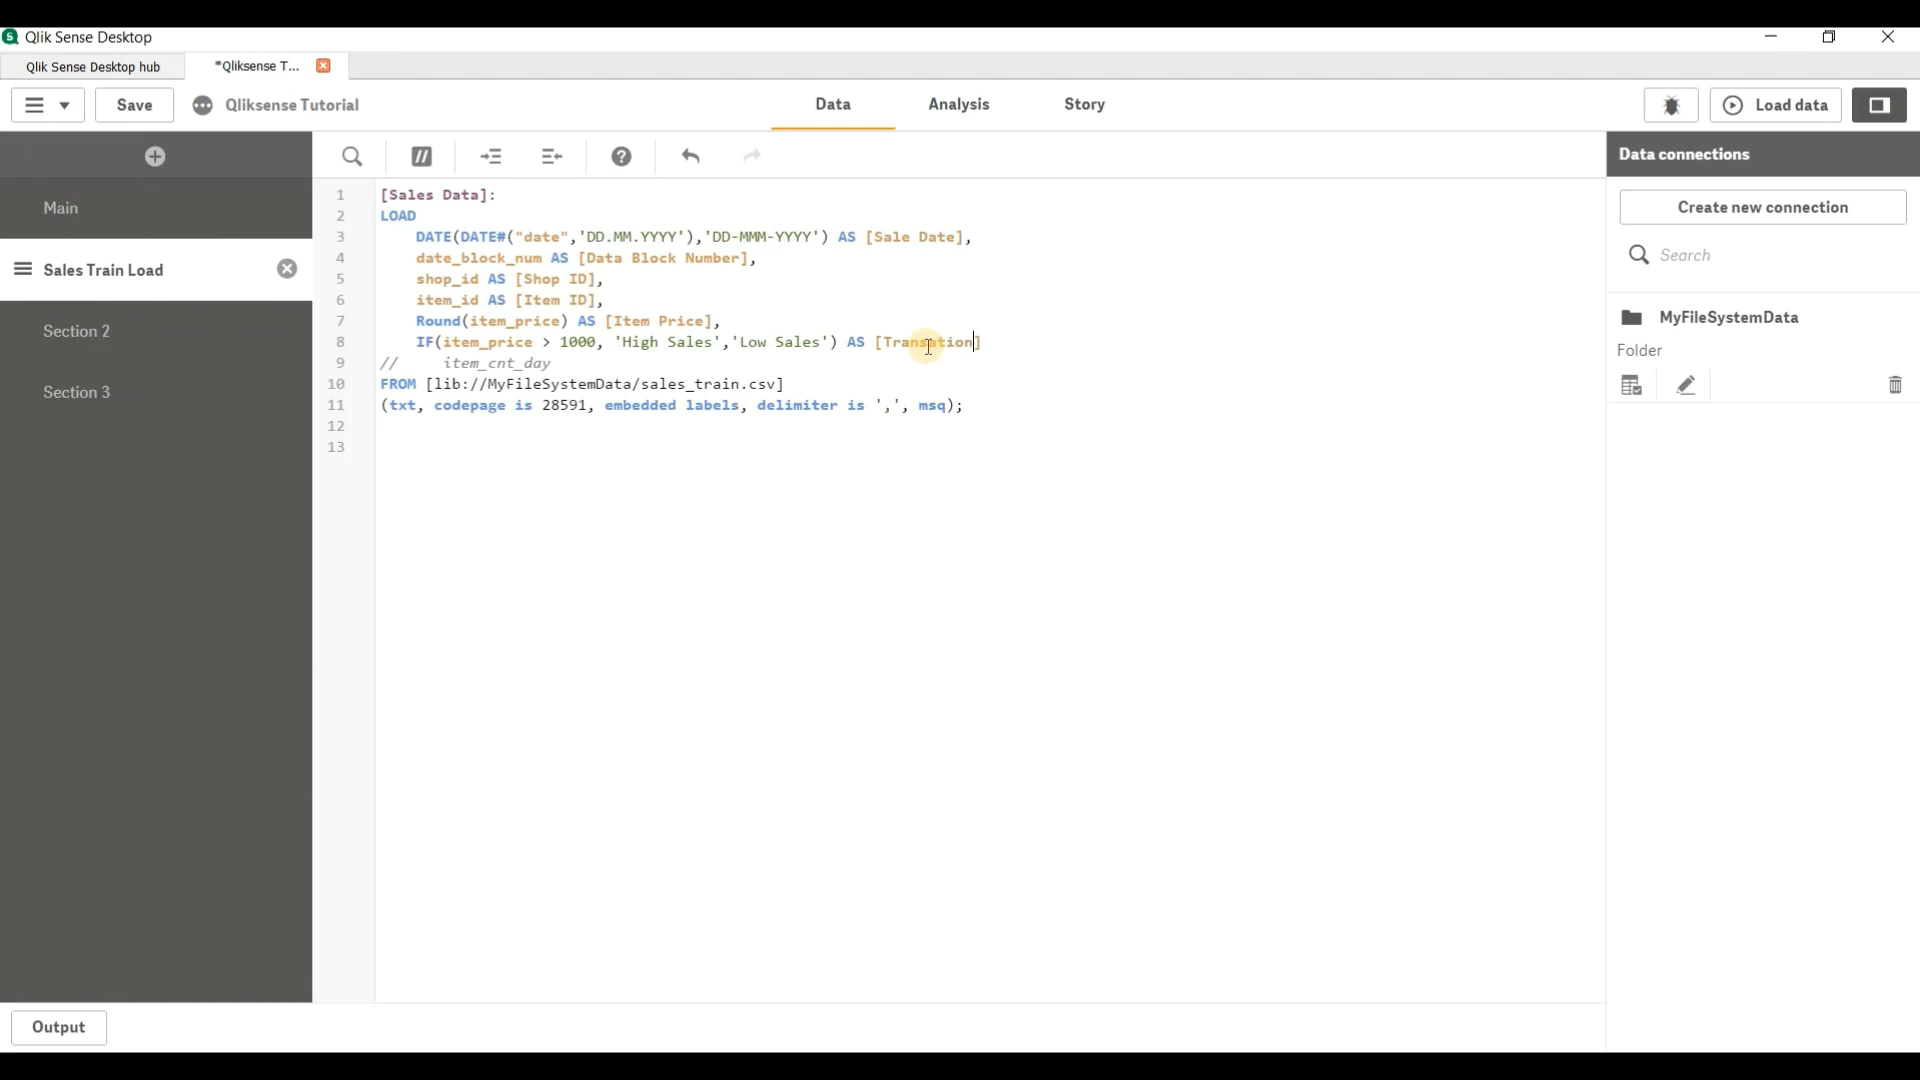 Qlik Sense Desktop
Qlik Sense Desktop hub
*Qliksense T...
Save
Qliksense Tutorial
Data
Analysis
Story
Load data
Main
Sales Train Load
Section 2
Section 3
1 [Sales Data]:
2 LOAD
3 DATE(DATE#("date",'DD.MM.YYYY'),'DD-MMM-YYYY') AS [Sale Date],
4 date_block_num AS [Data Block Number],
5 shop_id AS [Shop ID],
6 item_id AS [Item ID],
7 Round(item_price) AS [Item Price],
8 IF(item_price > 1000, 'High Sales','Low Sales') AS [Transation]
9 // item_cnt_day
10 FROM [lib://MyFileSystemData/sales_train.csv]
11 (txt, codepage is 28591, embedded labels, delimiter is ',', msq);
12
13
Data connections
Create new connection
Search
MyFileSystemData
Folder
Output